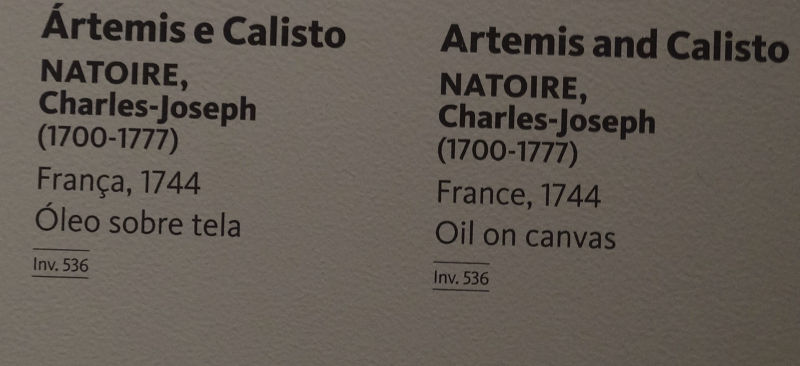 Ártemis e Calisto
NATOIRE,
Charles-Joseph
(1700-1777)
França, 1744
Óleo sobre tela
Inv. 536
Artemis and Calisto
NATOIRE,
Charles-Joseph
(1700-1777)
France, 1744
Oil on canvas
Inv. 536